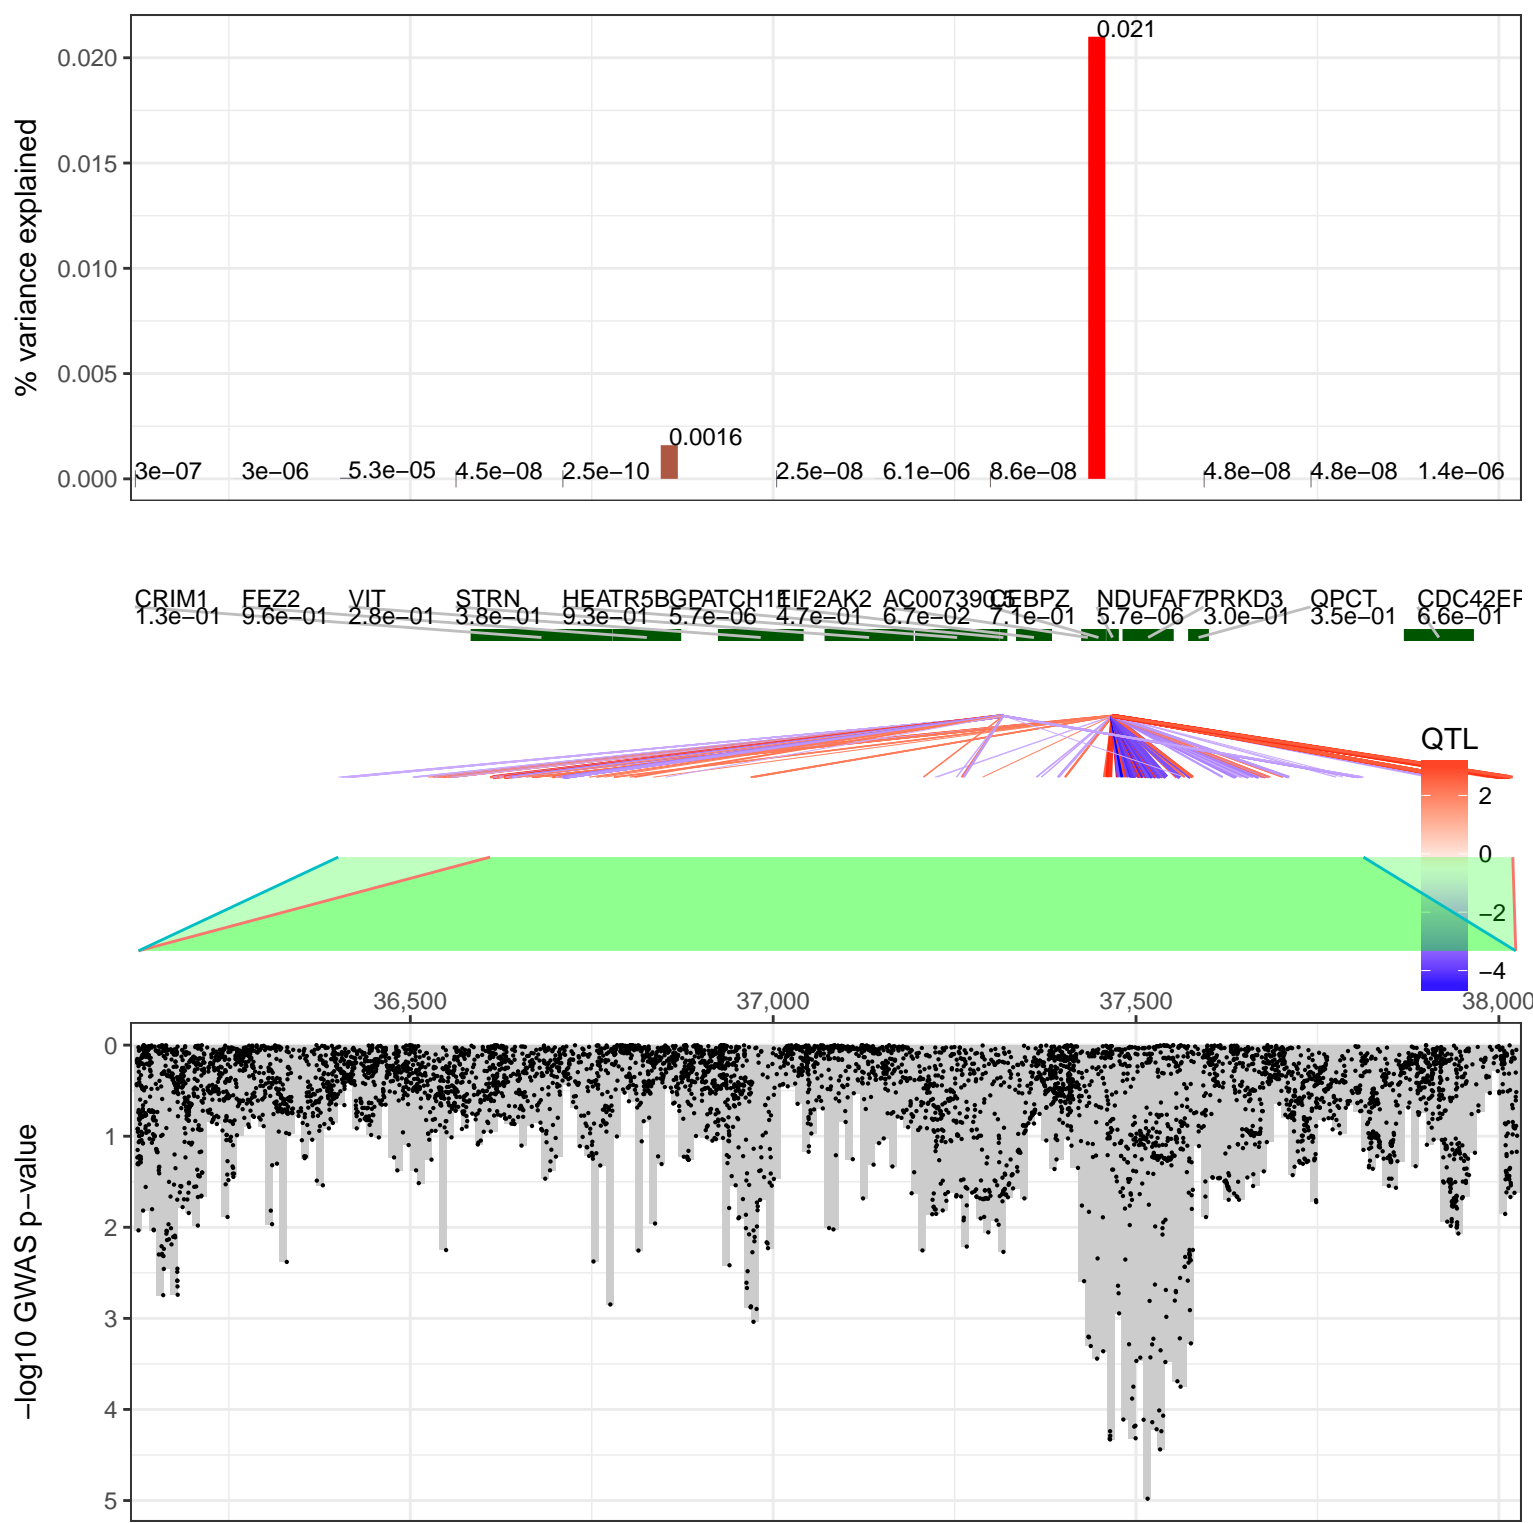 0.021
0.020
0.015
% variance explained
0.010
0.005
0.0016
0.000
3e−07 3e−06 5.3e−05 4.5e−08 2.5e−10 2.5e−08 6.1e−06 8.6e−08 4.8e−08 4.8e−08 1.4e−06
CRIM1 FEZ2 VIT STRN HEATR5B GPATCH11 EIF2AK2 AC007390.5 CEBPZ NDUFAF7 PRKD3 QPCT CDC42EP
1.3e−01 9.6e−01 2.8e−01 3.8e−01 9.3e−01 5.7e−06 4.7e−01 6.7e−02 7.1e−01 5.7e−06 3.0e−01 3.5e−01 6.6e−01
QTL
2
0
−2
−4
36,500 37,000 37,500 38,000
0
1
2
−log10 GWAS p−value
3
4
5